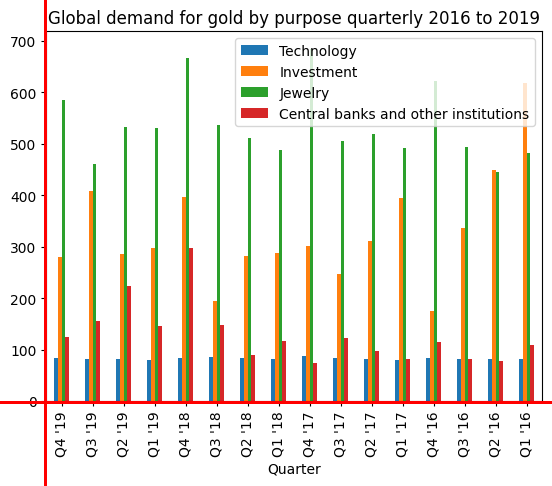 Global demand for gold by purpose quarterly 2016 to 2019
Technology
Investment
Jewelry
Central banks and other institutions
700
600
500
400
300
200
100
0
Q4 '19
Q3 '19
Q2 '19
Q1 '19
Q4 '18
Q3 '18
Q2 '18
Q1 '18
Q4 '17
Q3 '17
Q2 '17
Q1 '17
Q4 '16
Q3 '16
Q2 '16
Q1 '16
Quarter